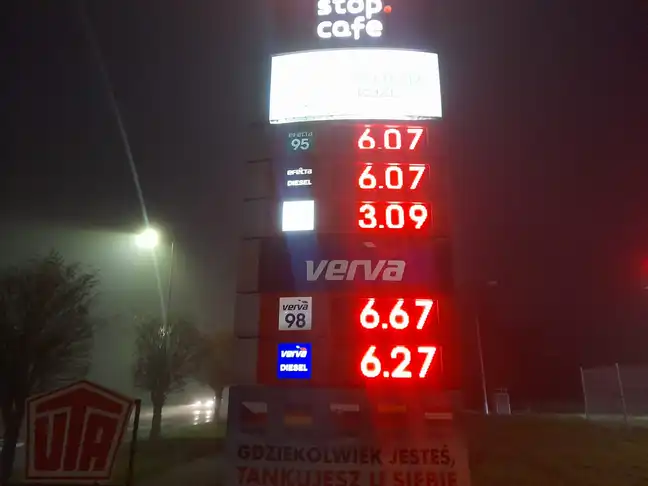 stop.
cafe
efecta
95
6.07
efecta
DIESEL
6.07
3.09
verva
verva
98
6.67
verva
DIESEL
6.27
UTA
GDZIEKOLWIEK JESTEŚ,
TANKUJESZ U SIEBIE